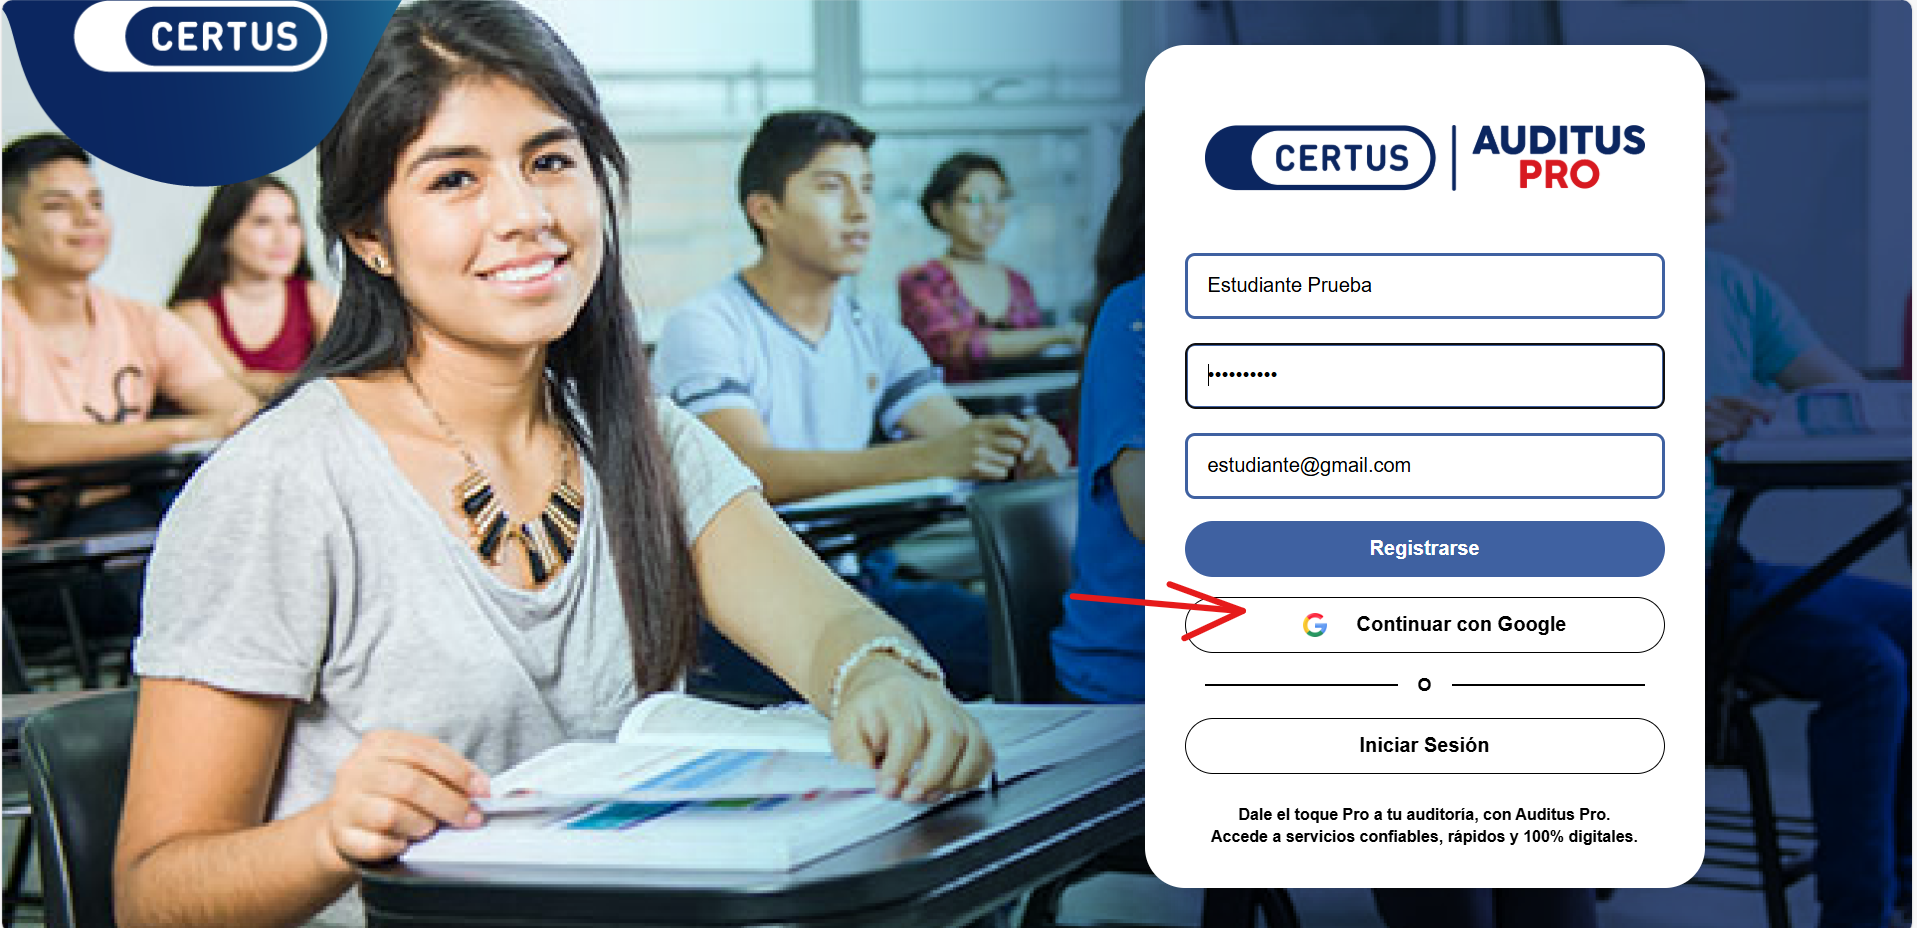 CERTUS
CERTUS
AUDITUS
PRO
Estudiante Prueba
••••••••••
estudiante@gmail.com
Registrarse
Continuar con Google
O
Iniciar Sesión
Dale el toque Pro a tu auditoría, con Auditus Pro.
Accede a servicios confiables, rápidos y 100% digitales.